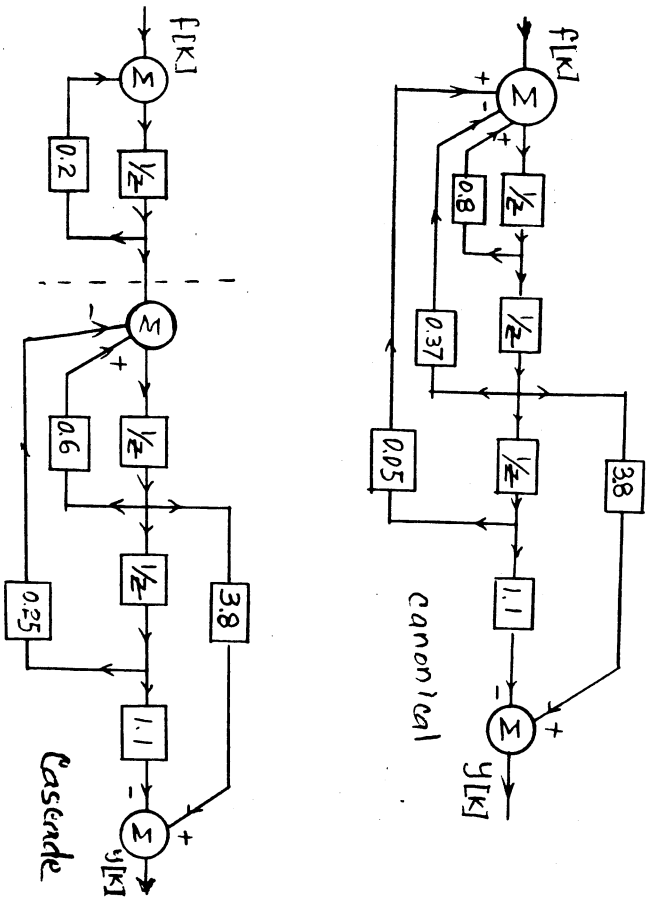 3.8
canonical
f[k] Σ 1/z 1/z 1/z 1.1 - Σ +
y[k]
+ - + 0.8
0.37
0.05
3.8
Cascade
f[k] Σ 1/z Σ 1/z 1/z 1.1 - Σ +
y[k]
0.2 - + 0.6
0.25